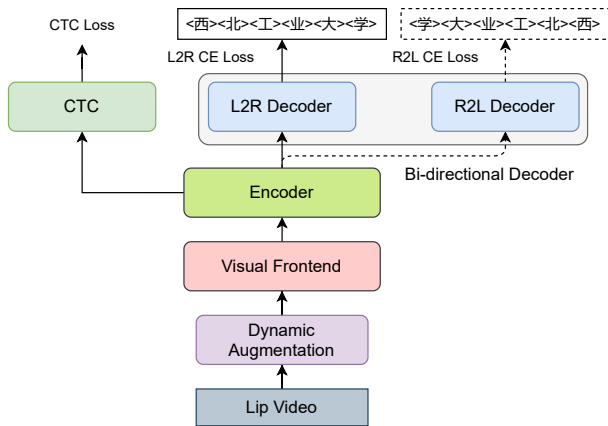 CTC Loss
<西><北><工><业><大><学>
<学><大><业><工><北><西>
L2R CE Loss
R2L CE Loss
CTC
L2R Decoder
R2L Decoder
Bi-directional Decoder
Encoder
Visual Frontend
Dynamic
Augmentation
Lip Video